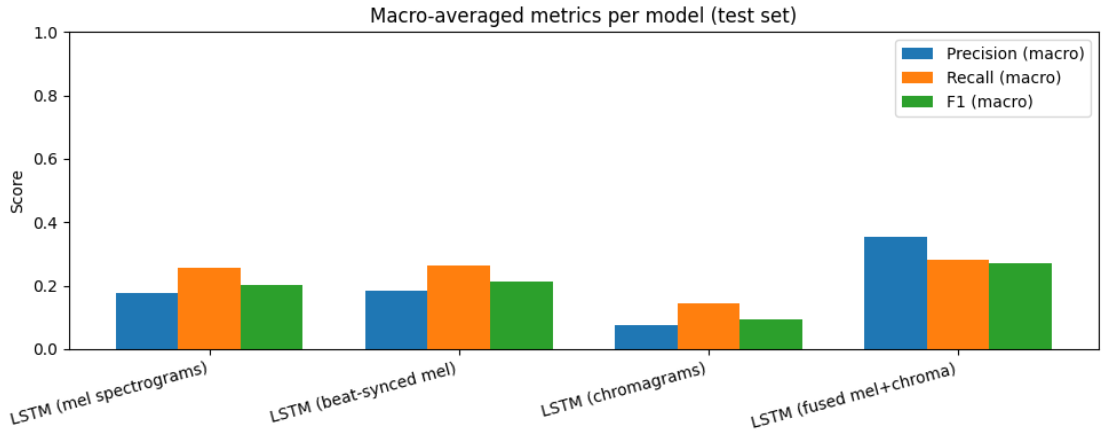 Macro-averaged metrics per model (test set)
1.0
0.8
0.6
0.4
0.2
0.0
Score
Precision (macro)
Recall (macro)
F1 (macro)
LSTM (mel spectrograms)
LSTM (beat-synced mel)
LSTM (chromagrams)
LSTM (fused mel+chroma)